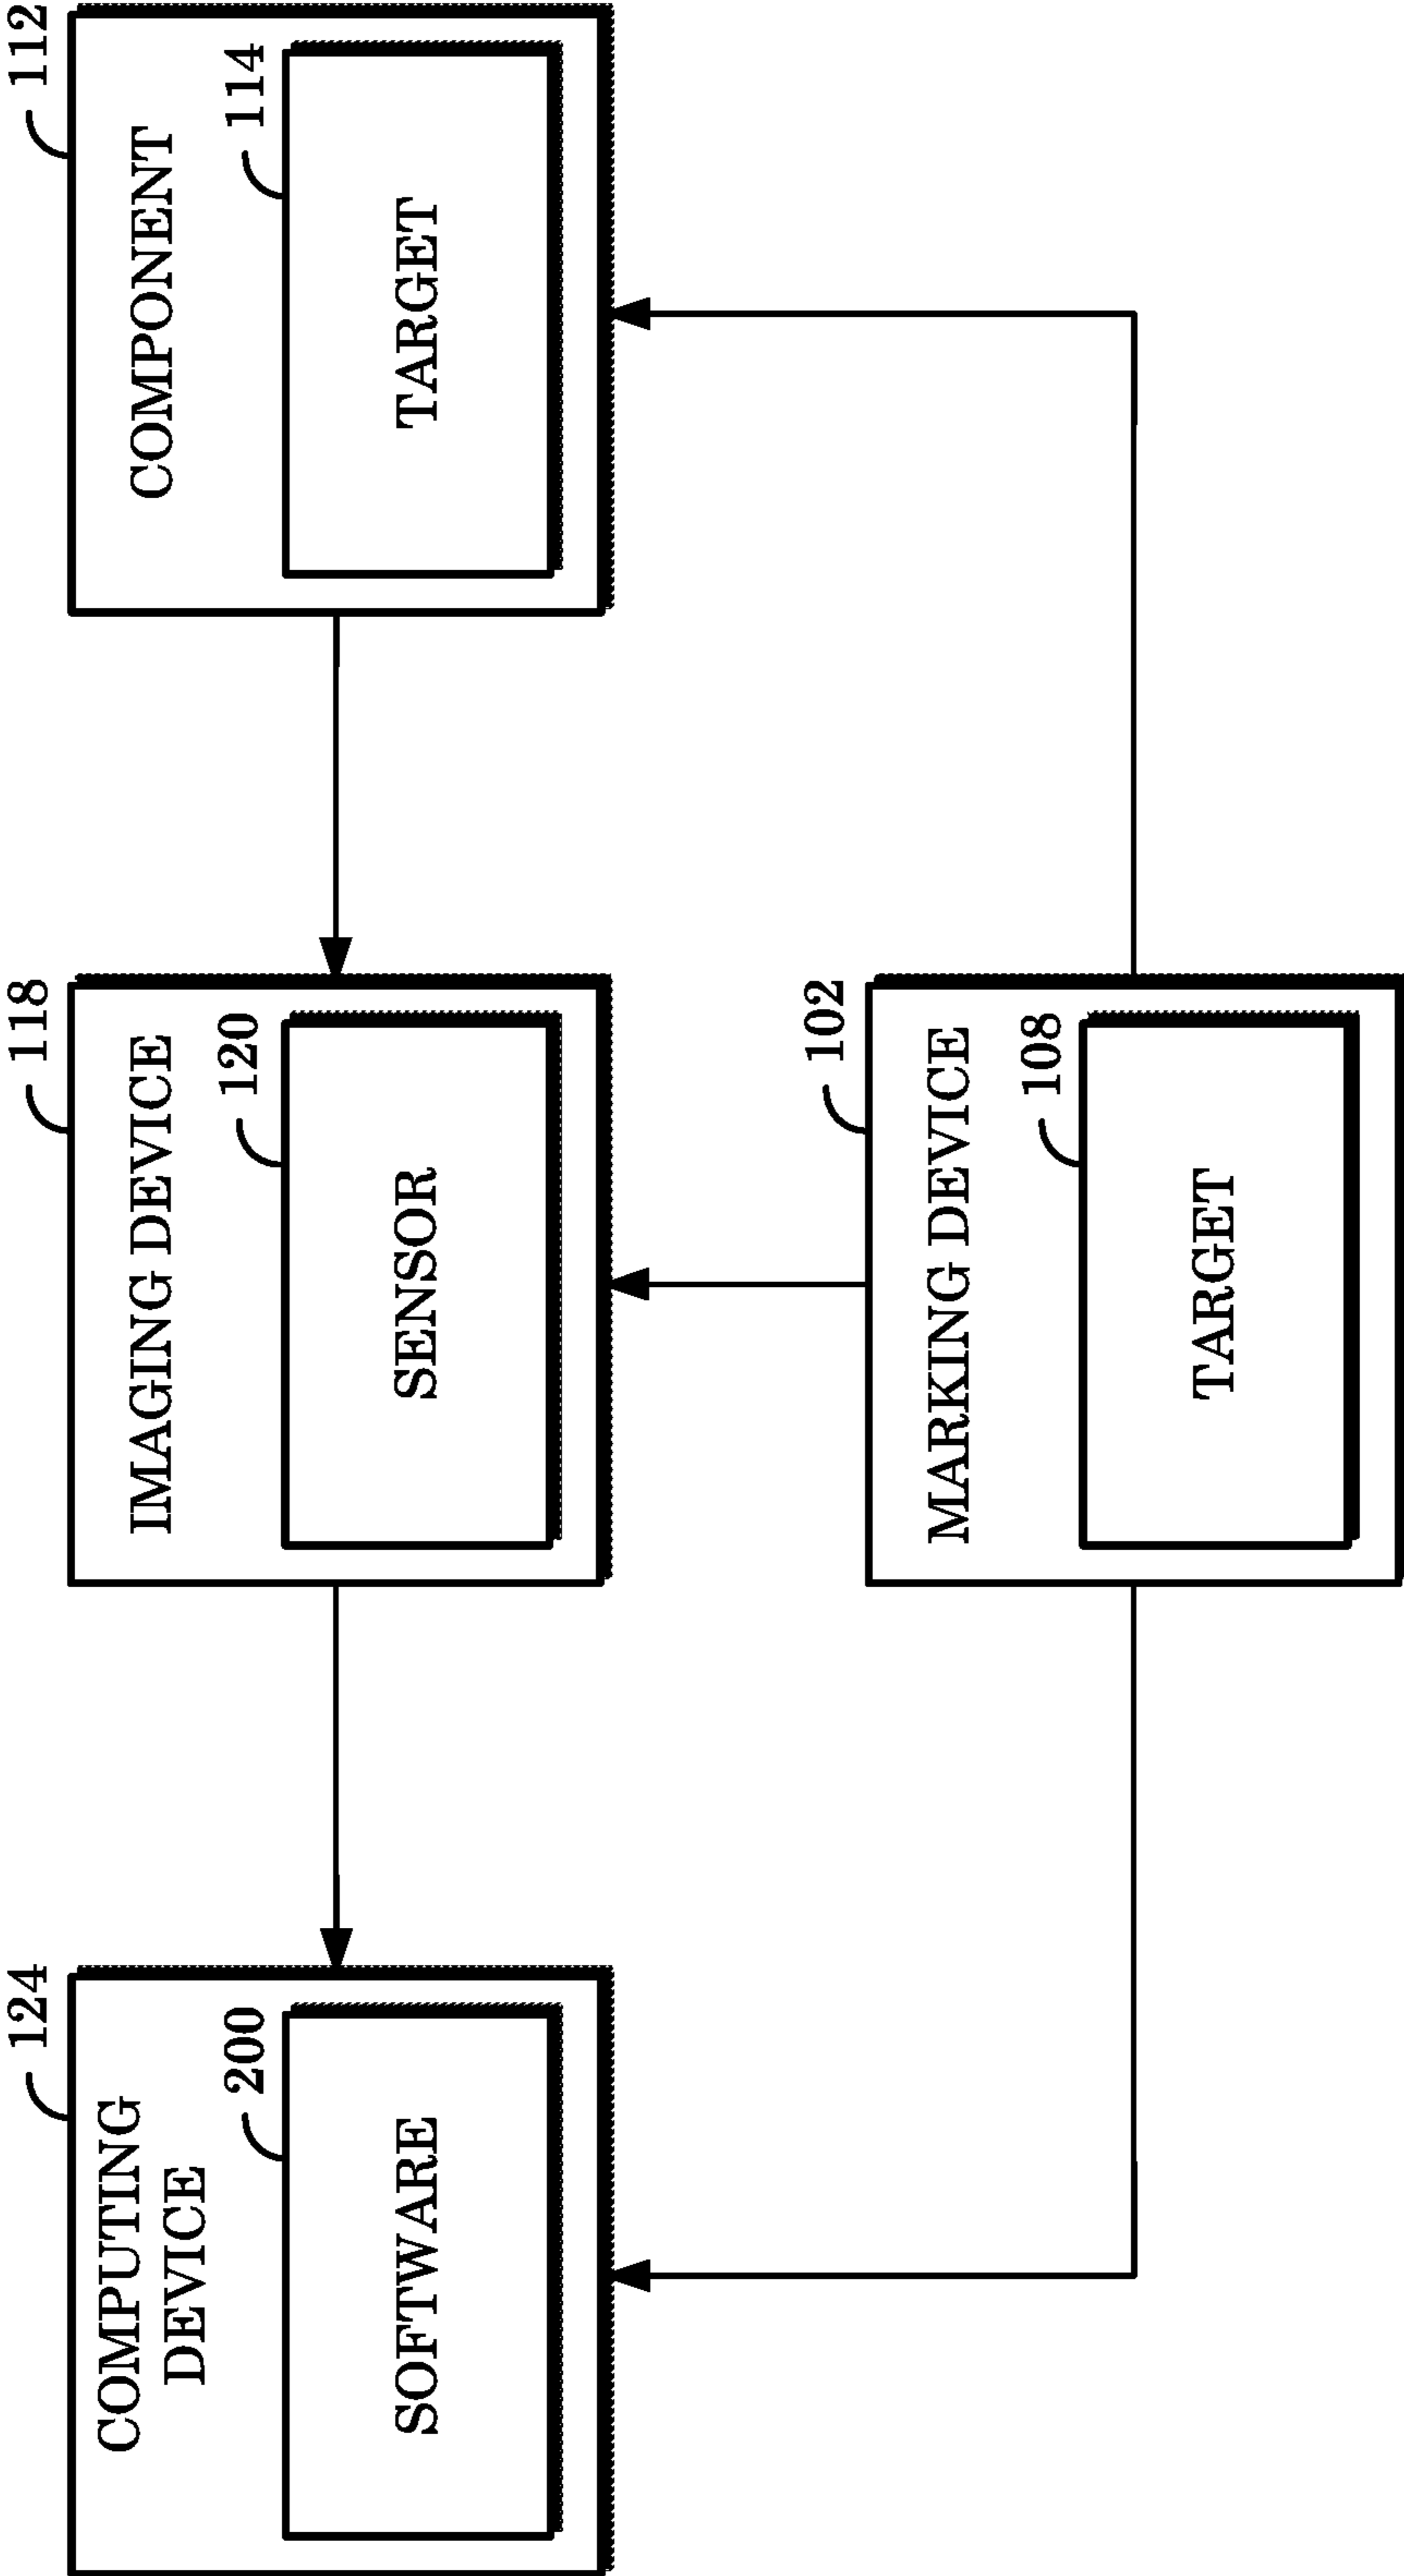 124
COMPUTING
DEVICE
200
SOFTWARE
118
IMAGING DEVICE
120
SENSOR
112
COMPONENT
114
TARGET
102
MARKING DEVICE
108
TARGET